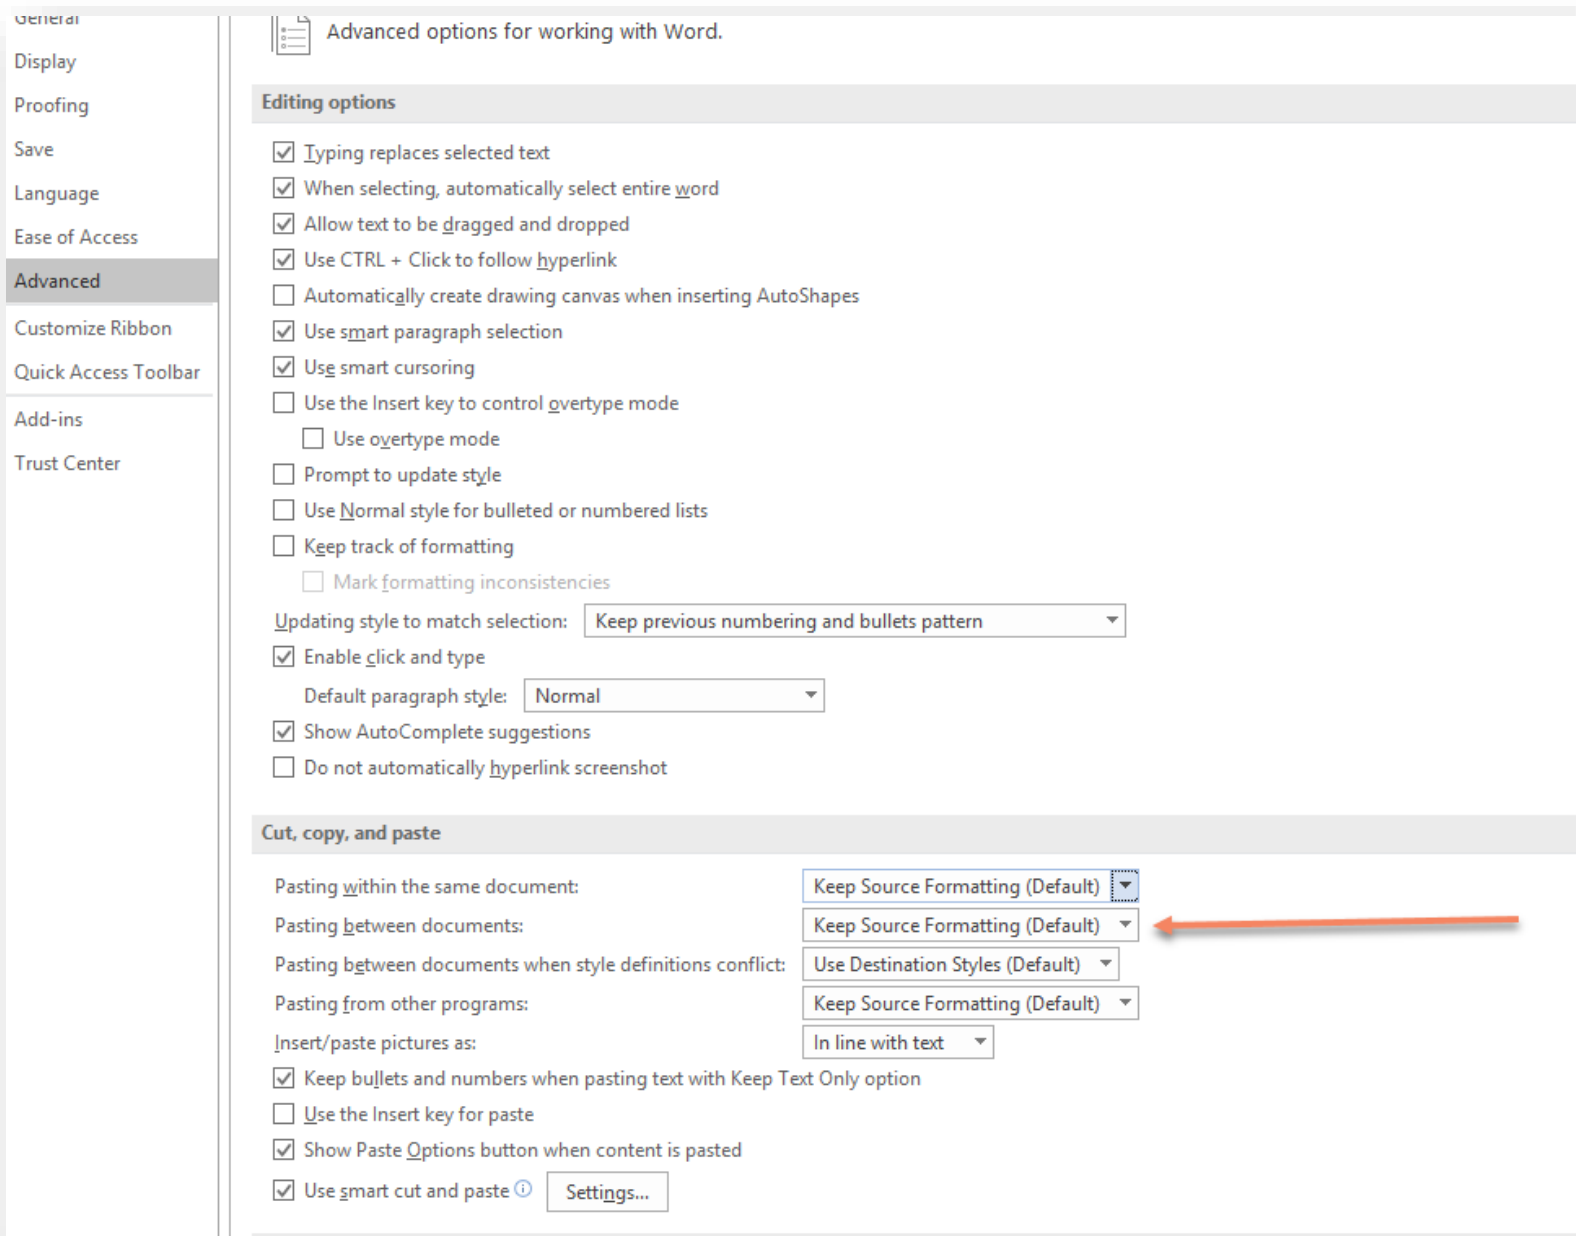 General
Display
Proofing
Save
Language
Ease of Access
Advanced
Customize Ribbon
Quick Access Toolbar
Add-ins
Trust Center
Advanced options for working with Word.
Editing options
Typing replaces selected text
When selecting, automatically select entire word
Allow text to be dragged and dropped
Use CTRL + Click to follow hyperlink
Automatically create drawing canvas when inserting AutoShapes
Use smart paragraph selection
Use smart cursoring
Use the Insert key to control overtype mode
Use overtype mode
Prompt to update style
Use Normal style for bulleted or numbered lists
Keep track of formatting
Mark formatting inconsistencies
Updating style to match selection: Keep previous numbering and bullets pattern
Enable click and type
Default paragraph style: Normal
Show AutoComplete suggestions
Do not automatically hyperlink screenshot
Cut, copy, and paste
Pasting within the same document: Keep Source Formatting (Default)
Pasting between documents: Keep Source Formatting (Default)
Pasting between documents when style definitions conflict: Use Destination Styles (Default)
Pasting from other programs: Keep Source Formatting (Default)
Insert/paste pictures as: In line with text
Keep bullets and numbers when pasting text with Keep Text Only option
Use the Insert key for paste
Show Paste Options button when content is pasted
Use smart cut and paste Settings...